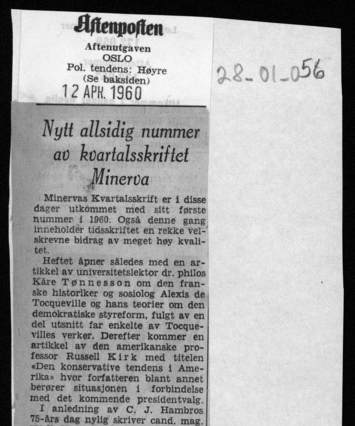 Aftenposten
Aftenutgaven
OSLO
Pol. tendens: Høyre
(Se baksiden)
12 APR. 1960
28-01-056
Nytt allsidig nummer
av kvartalsskriftet
Minerva
Minervas Kvartalsskrift er i disse
dager utkommet med sitt første
nummer i 1960. Også denne gang
inneholder tidsskriftet en rekke vel-
skrevne bidrag av meget høy kvali-
tet.
Heftet åpner således med en ar-
tikkel av universitetslektor dr. philos
Kåre Tønnesson om den fran-
ske historiker og sosiolog Alexis de
Tocqueville og hans teorier om den
demokratiske styreform, fulgt av en
del utsnitt far enkelte av Tocque-
villes verker. Derefter kommer en
artikkel av den amerikanske pro-
fessor Russell Kirk med titelen
«Den konservative tendens i Ame-
rika» hvor forfatteren blant annet
berører situasjonen i forbindelse
med det kommende presidentvalg.
I anledning av C. J. Hambros
75-års dag nylig skriver cand. mag.